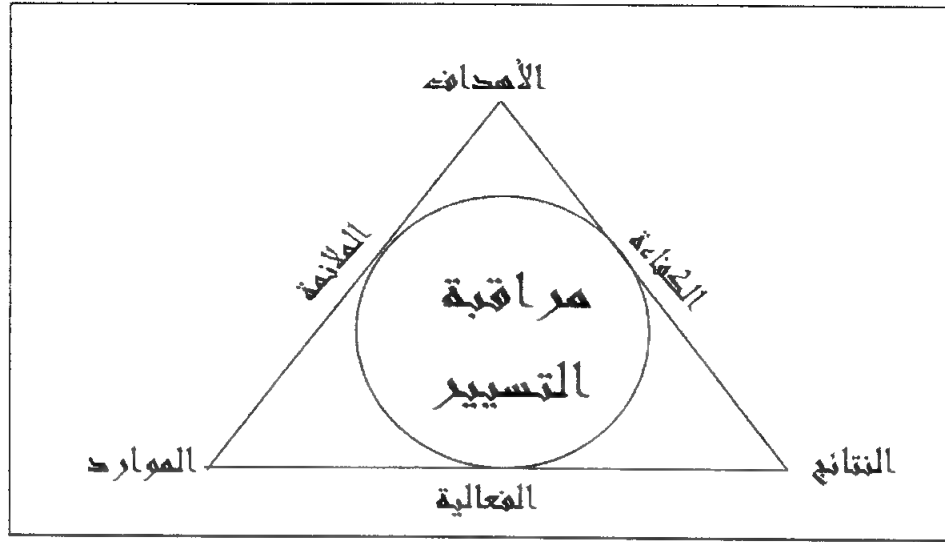 الأهداف
الملائمة
الكفاءة
مراقبة
التسيير
الموارد
النتائج
الفعالية